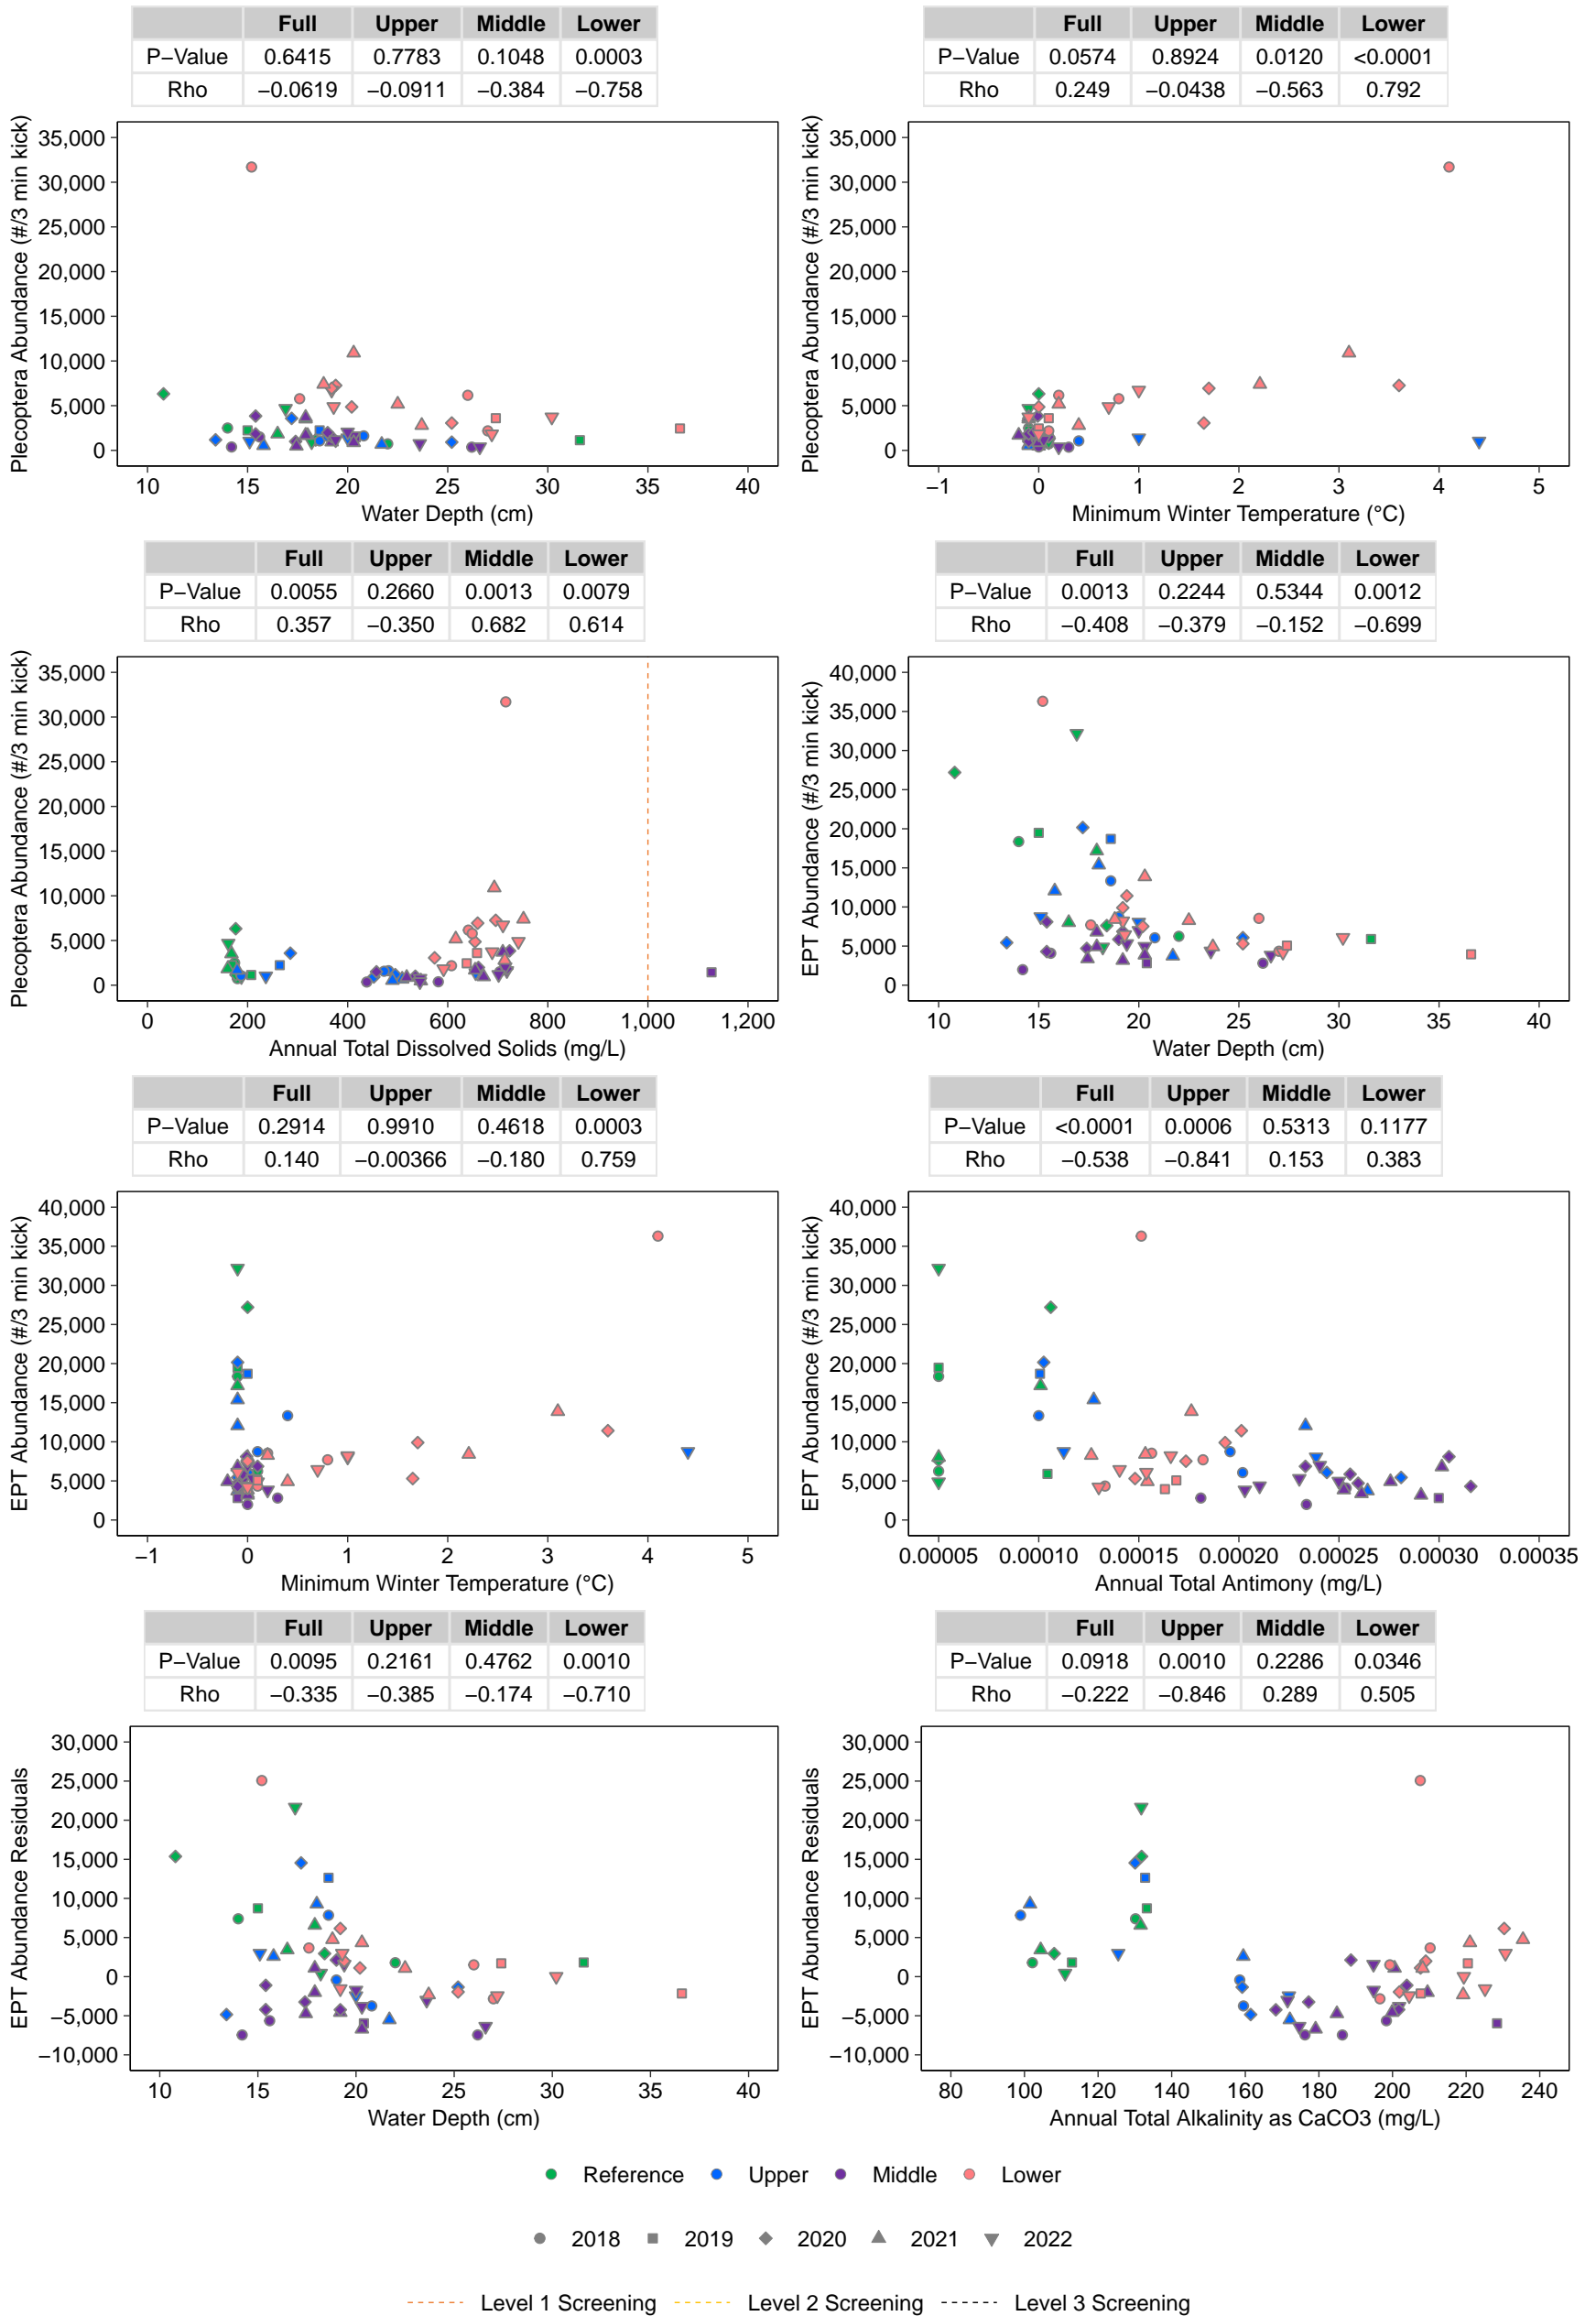 Full Upper Middle Lower
P−Value 0.6415 0.7783 0.1048 0.0003
Rho −0.0619 −0.0911 −0.384 −0.758
Plecoptera Abundance (#/3 min kick)
35,000
30,000
25,000
20,000
15,000
10,000
5,000
0
10 15 20 25 30 35 40
Water Depth (cm)
Full Upper Middle Lower
P−Value 0.0574 0.8924 0.0120 <0.0001
Rho 0.249 −0.0438 −0.563 0.792
Plecoptera Abundance (#/3 min kick)
35,000
30,000
25,000
20,000
15,000
10,000
5,000
0
−1 0 1 2 3 4 5
Minimum Winter Temperature (°C)
Full Upper Middle Lower
P−Value 0.0055 0.2660 0.0013 0.0079
Rho 0.357 −0.350 0.682 0.614
Plecoptera Abundance (#/3 min kick)
35,000
30,000
25,000
20,000
15,000
10,000
5,000
0
0 200 400 600 800 1,000 1,200
Annual Total Dissolved Solids (mg/L)
Full Upper Middle Lower
P−Value 0.0013 0.2244 0.5344 0.0012
Rho −0.408 −0.379 −0.152 −0.699
EPT Abundance (#/3 min kick)
40,000
35,000
30,000
25,000
20,000
15,000
10,000
5,000
0
10 15 20 25 30 35 40
Water Depth (cm)
Full Upper Middle Lower
P−Value 0.2914 0.9910 0.4618 0.0003
Rho 0.140 −0.00366 −0.180 0.759
EPT Abundance (#/3 min kick)
40,000
35,000
30,000
25,000
20,000
15,000
10,000
5,000
0
−1 0 1 2 3 4 5
Minimum Winter Temperature (°C)
Full Upper Middle Lower
P−Value <0.0001 0.0006 0.5313 0.1177
Rho −0.538 −0.841 0.153 0.383
EPT Abundance (#/3 min kick)
40,000
35,000
30,000
25,000
20,000
15,000
10,000
5,000
0
0.00005 0.00010 0.00015 0.00020 0.00025 0.00030 0.00035
Annual Total Antimony (mg/L)
Full Upper Middle Lower
P−Value 0.0095 0.2161 0.4762 0.0010
Rho −0.335 −0.385 −0.174 −0.710
EPT Abundance Residuals
30,000
25,000
20,000
15,000
10,000
5,000
0
−5,000
−10,000
10 15 20 25 30 35 40
Water Depth (cm)
Full Upper Middle Lower
P−Value 0.0918 0.0010 0.2286 0.0346
Rho −0.222 −0.846 0.289 0.505
EPT Abundance Residuals
30,000
25,000
20,000
15,000
10,000
5,000
0
−5,000
−10,000
80 100 120 140 160 180 200 220 240
Annual Total Alkalinity as CaCO3 (mg/L)
Reference Upper Middle Lower
2018 2019 2020 2021 2022
Level 1 Screening Level 2 Screening Level 3 Screening